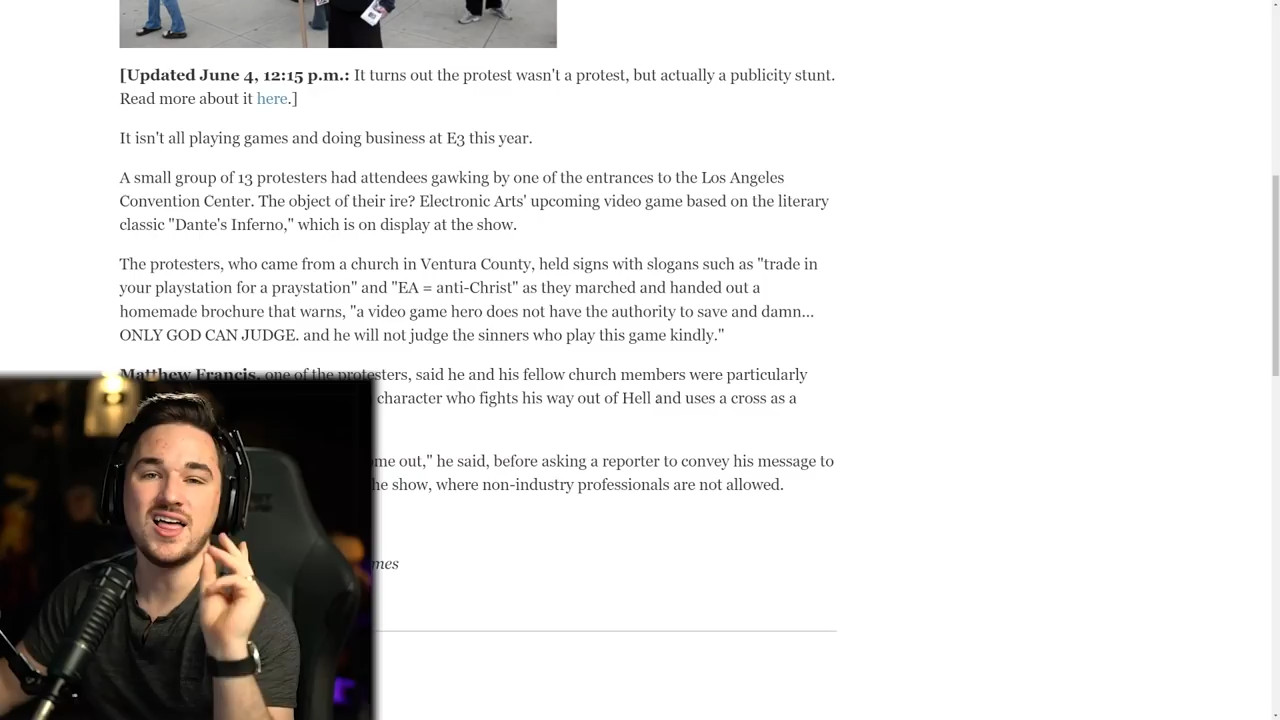 [Updated June 4, 12:15 p.m.: It turns out the protest wasn't a protest, but actually a publicity stunt.
Read more about it here.]
It isn't all playing games and doing business at E3 this year.
A small group of 13 protesters had attendees gawking by one of the entrances to the Los Angeles
Convention Center. The object of their ire? Electronic Arts' upcoming video game based on the literary
classic "Dante's Inferno," which is on display at the show.
The protesters, who came from a church in Ventura County, held signs with slogans such as "trade in
your playstation for a praystation" and "EA = anti-Christ" as they marched and handed out a
homemade brochure that warns, "a video game hero does not have the authority to save and damn...
ONLY GOD CAN JUDGE. and he will not judge the sinners who play this game kindly."
Matthew Francis, one of the protesters, said he and his fellow church members were particularly
character who fights his way out of Hell and uses a cross as a
out," he said, before asking a reporter to convey his message to
the show, where non-industry professionals are not allowed.